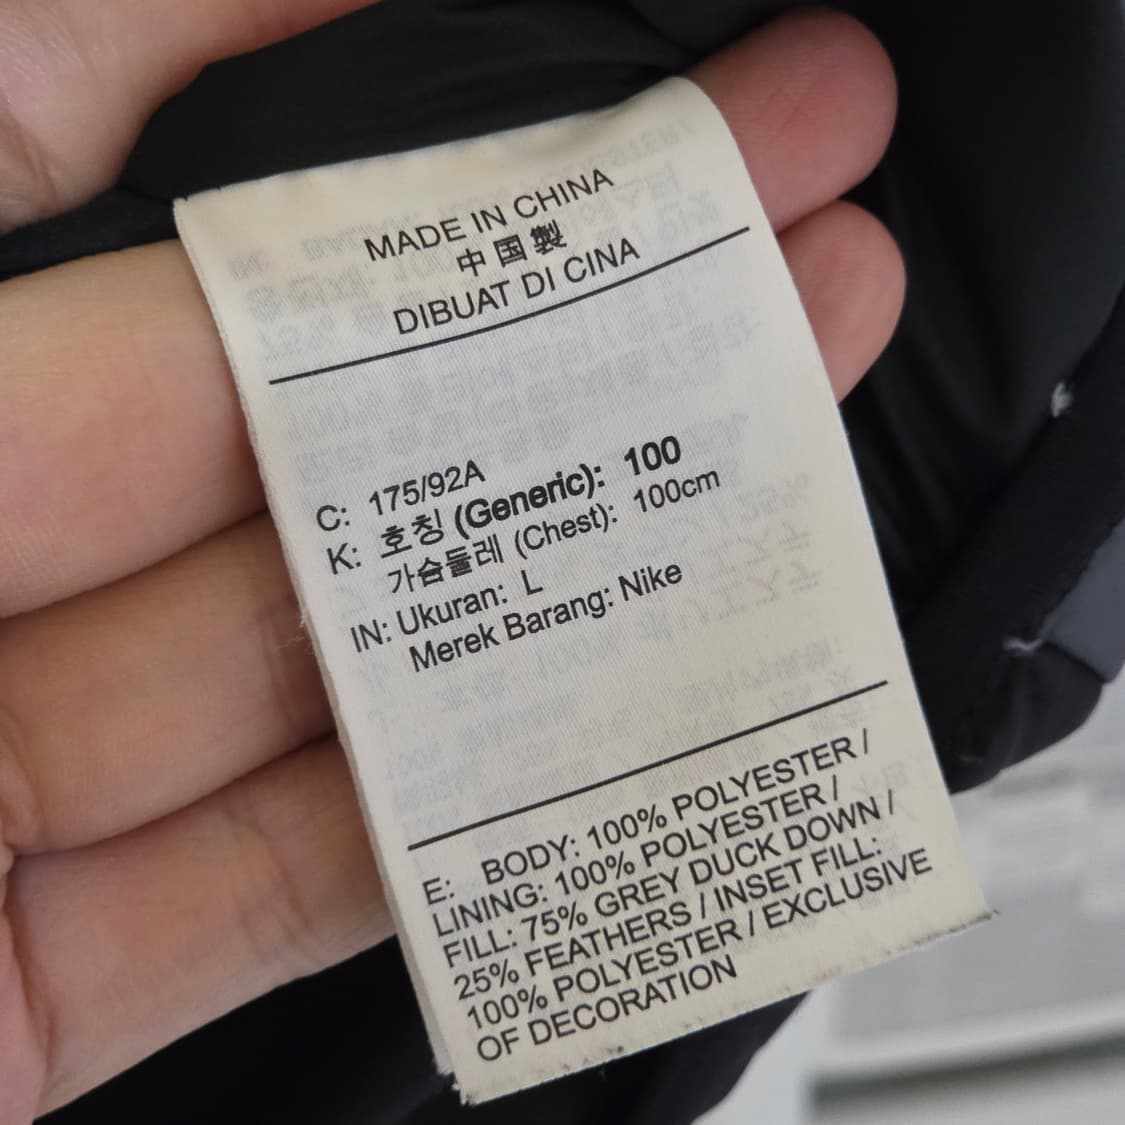 MADE IN CHINA
中国製
DIBUAT DI CINA
C: 175/92A
K: 호칭 (Generic): 100
가슴둘레 (Chest): 100cm
IN: Ukuran: L
Merek Barang: Nike
E: BODY: 100% POLYESTER /
LINING: 100% POLYESTER /
FILL: 75% GREY DUCK DOWN /
25% FEATHERS / INSET FILL:
100% POLYESTER / EXCLUSIVE
OF DECORATION